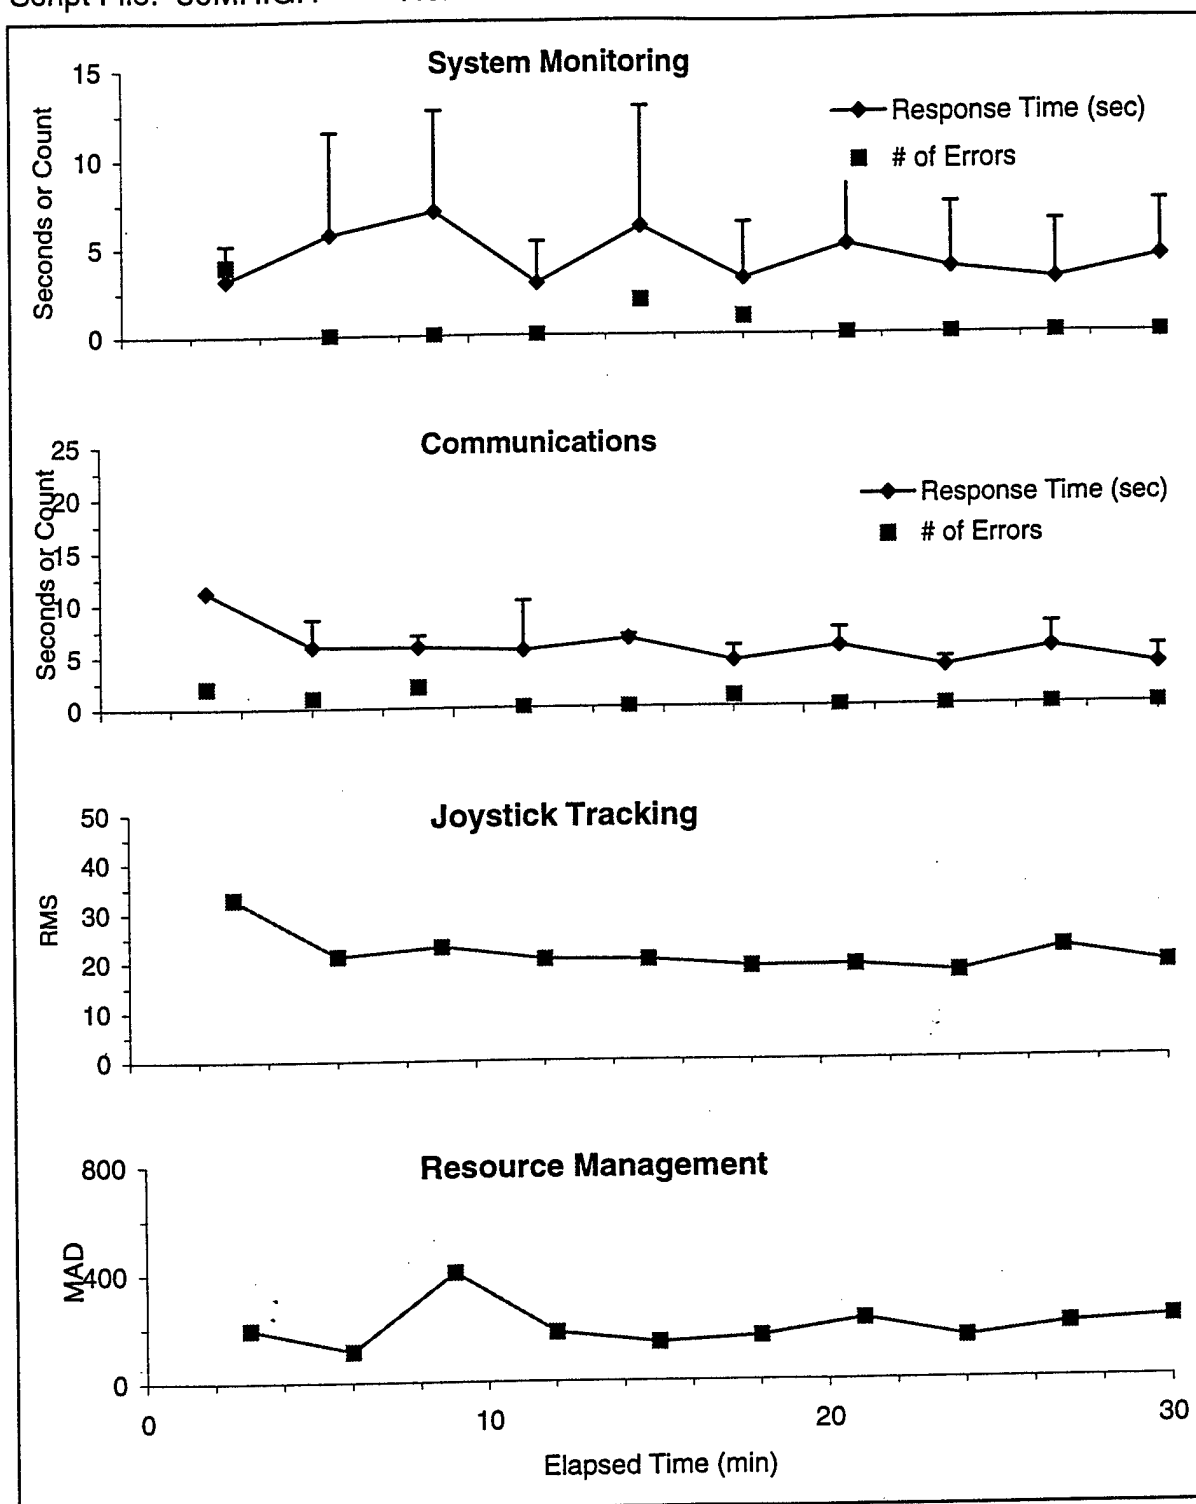 Script File:
System Monitoring
15
10
5
0
Seconds or Count
Response Time (sec)
# of Errors
Communications
25
20
15
10
5
0
Seconds or Count
Response Time (sec)
# of Errors
Joystick Tracking
50
40
30
20
10
0
RMS
Resource Management
800
400
0
MAD
0 10 20 30
Elapsed Time (min)